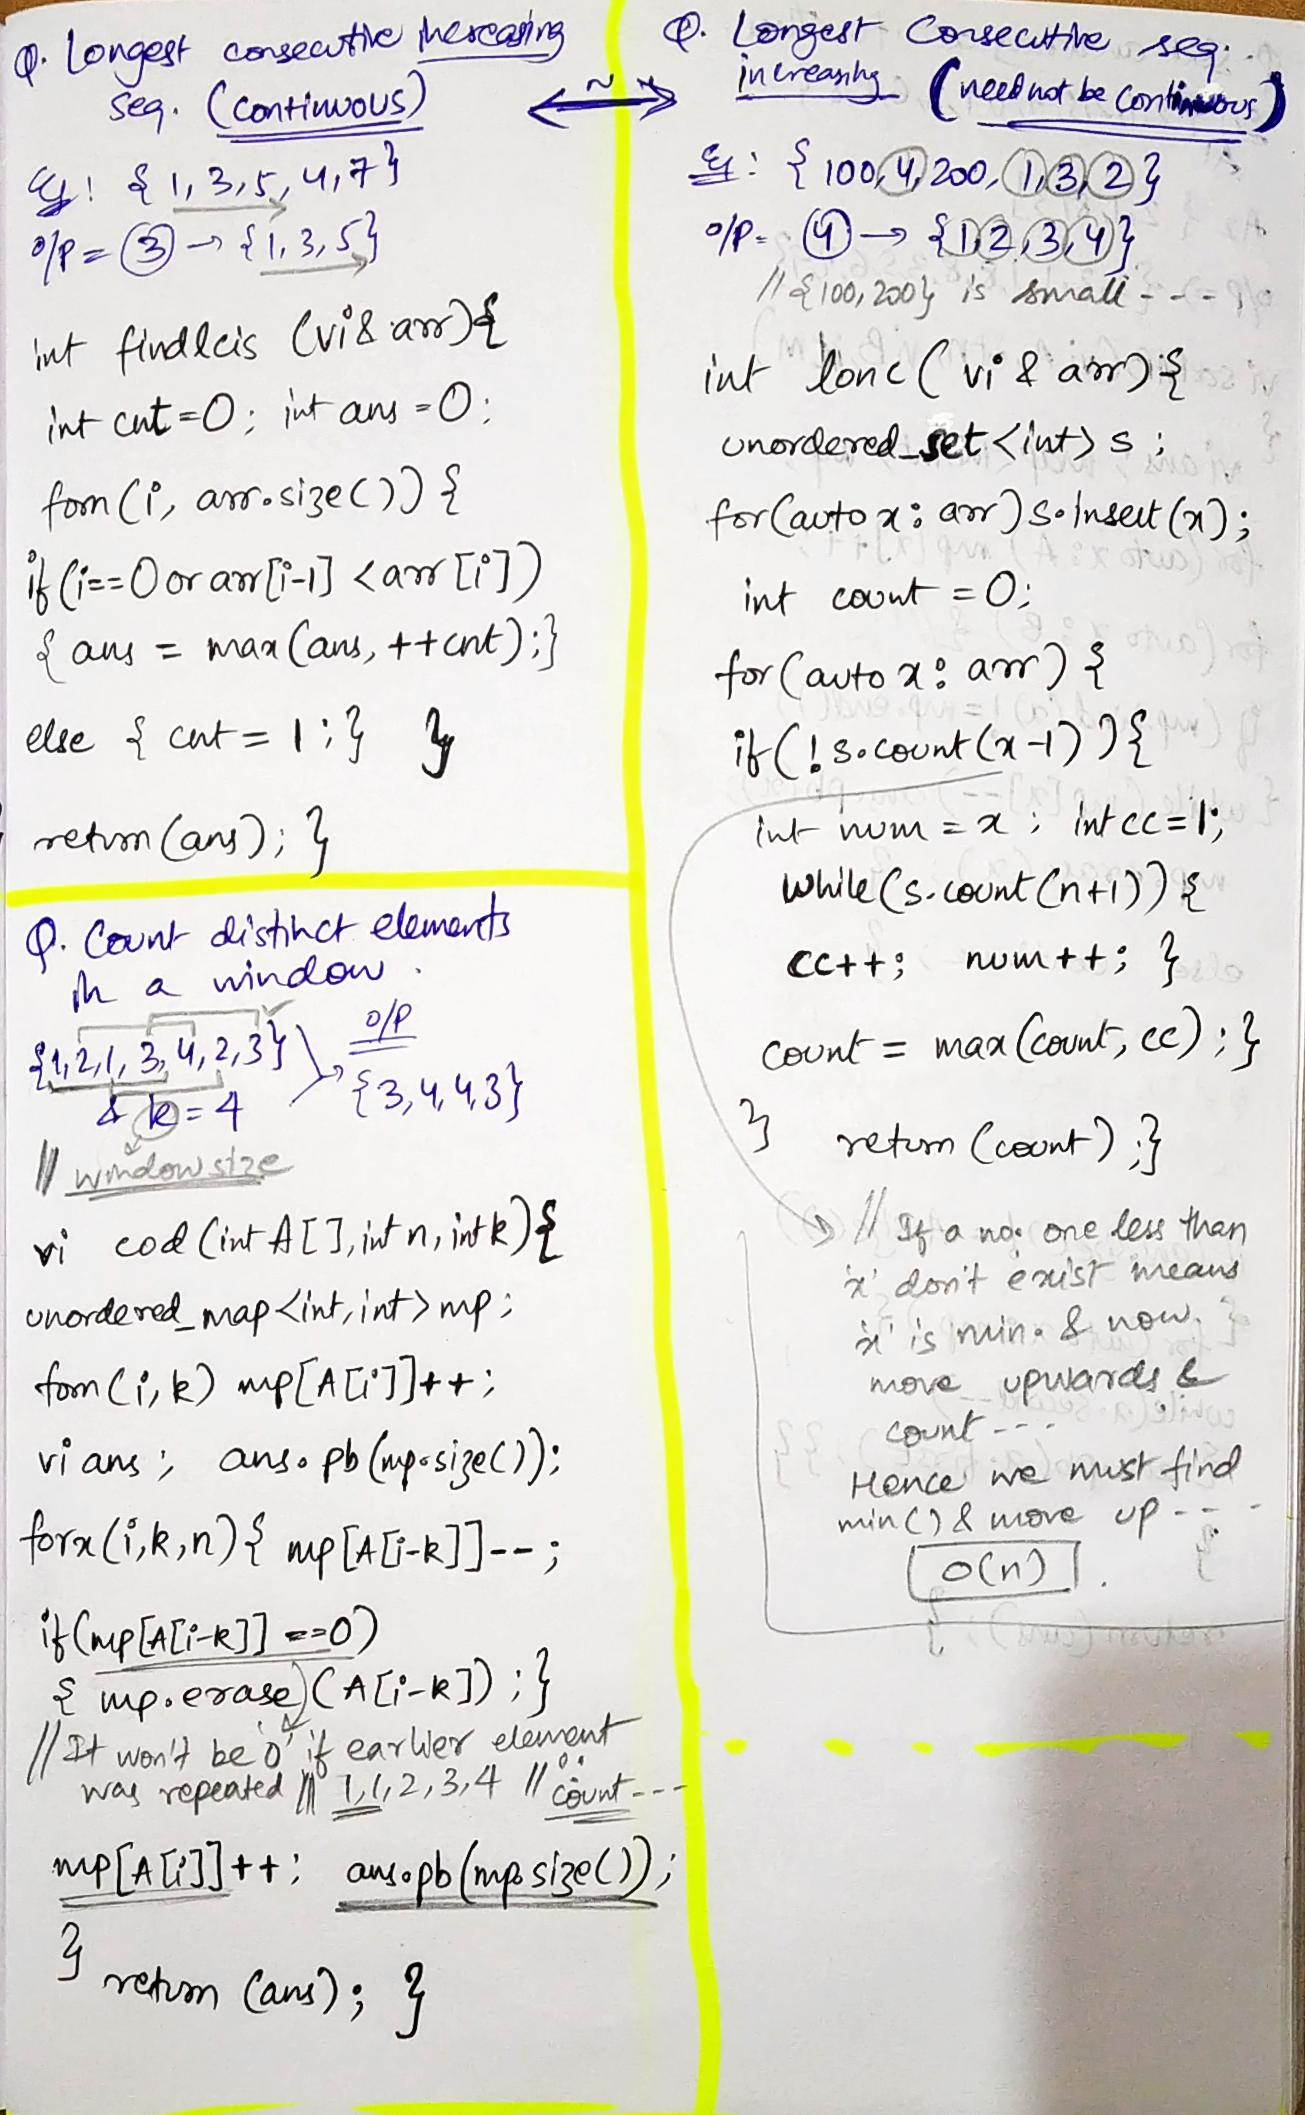 Q. Longest consecutive increasing
seq. (continuous)
Eg: { 1, 3, 5, 4, 7 }
O/P = 3 → { 1, 3, 5 }
int findlcis (vi & arr) {
int cnt = 0; int ans = 0;
forn (i, arr.size()) {
if (i == 0 or arr[i-1] < arr[i])
{ ans = max (ans, ++cnt); }
else { cnt = 1; } }
return (ans); }
Q. Count distinct elements
in a window.
{1, 2, 1, 3, 4, 2, 3}
& k = 4
O/P
{3, 4, 4, 3}
// window size
vi cod (int A[], int n, int k) {
unordered_map <int, int> mp;
forn (i, k) mp[A[i]]++;
vi ans; ans.pb (mp.size());
forx (i, k, n) { mp[A[i-k]]--;
if (mp[A[i-k]] == 0)
{ mp.erase (A[i-k]); }
// It won't be '0' if earlier element
was repeated /// 1, 1, 2, 3, 4 // count---
mp[A[i]]++; ans.pb (mp.size());
}
return (ans); }
Q. Longest Consecutive seq.
increasing (need not be continuous)
~
Eg: { 100, 4, 200, 1, 3, 2 }
O/P = 4 → { 1, 2, 3, 4 }
// {100, 200} is small - - -
int lonc ( vi & arr) {
unordered_set <int> s;
for (auto x : arr) s.insert (x);
int count = 0;
for (auto x : arr) {
if ( ! s.count (x-1) ) {
int num = x; int cc = 1;
while (s.count (n+1)) {
cc++; num++; }
count = max (count, cc); }
} return (count); }
// If a no. one less than
'x' don't exist means
'x' is min. & now.
move upwards &
count ---
Hence we must find
min() & move up ---
O(n).